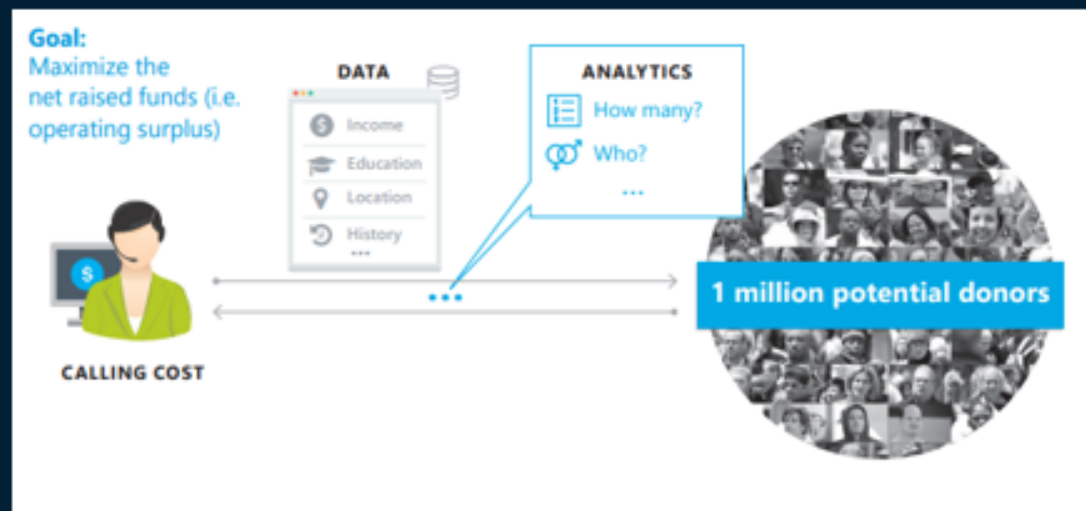 Goal:
Maximize the
net raised funds (i.e.
operating surplus)
DATA
Income
Education
Location
History
...
ANALYTICS
How many?
Who?
...
...
1 million potential donors
$
$
CALLING COST